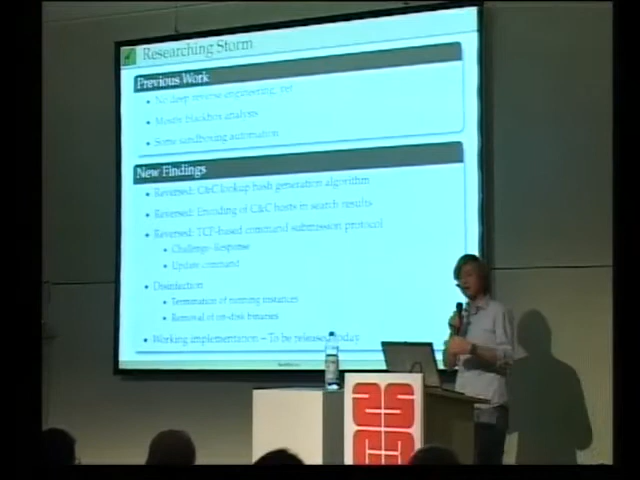 Researching Storm
Previous Work
No deep reverse engineering, yet
Mostly blackbox analysis
Some sandboxing automation
New Findings
Reversed: C&C lookup hash generation algorithm
Reversed: Encoding of C&C hosts in search results
Reversed: TCP-based command submission protocol
Challenge-Response
Update command
Disinfection
Termination of running instances
Removal of on-disk binaries
Working implementation – To be released today